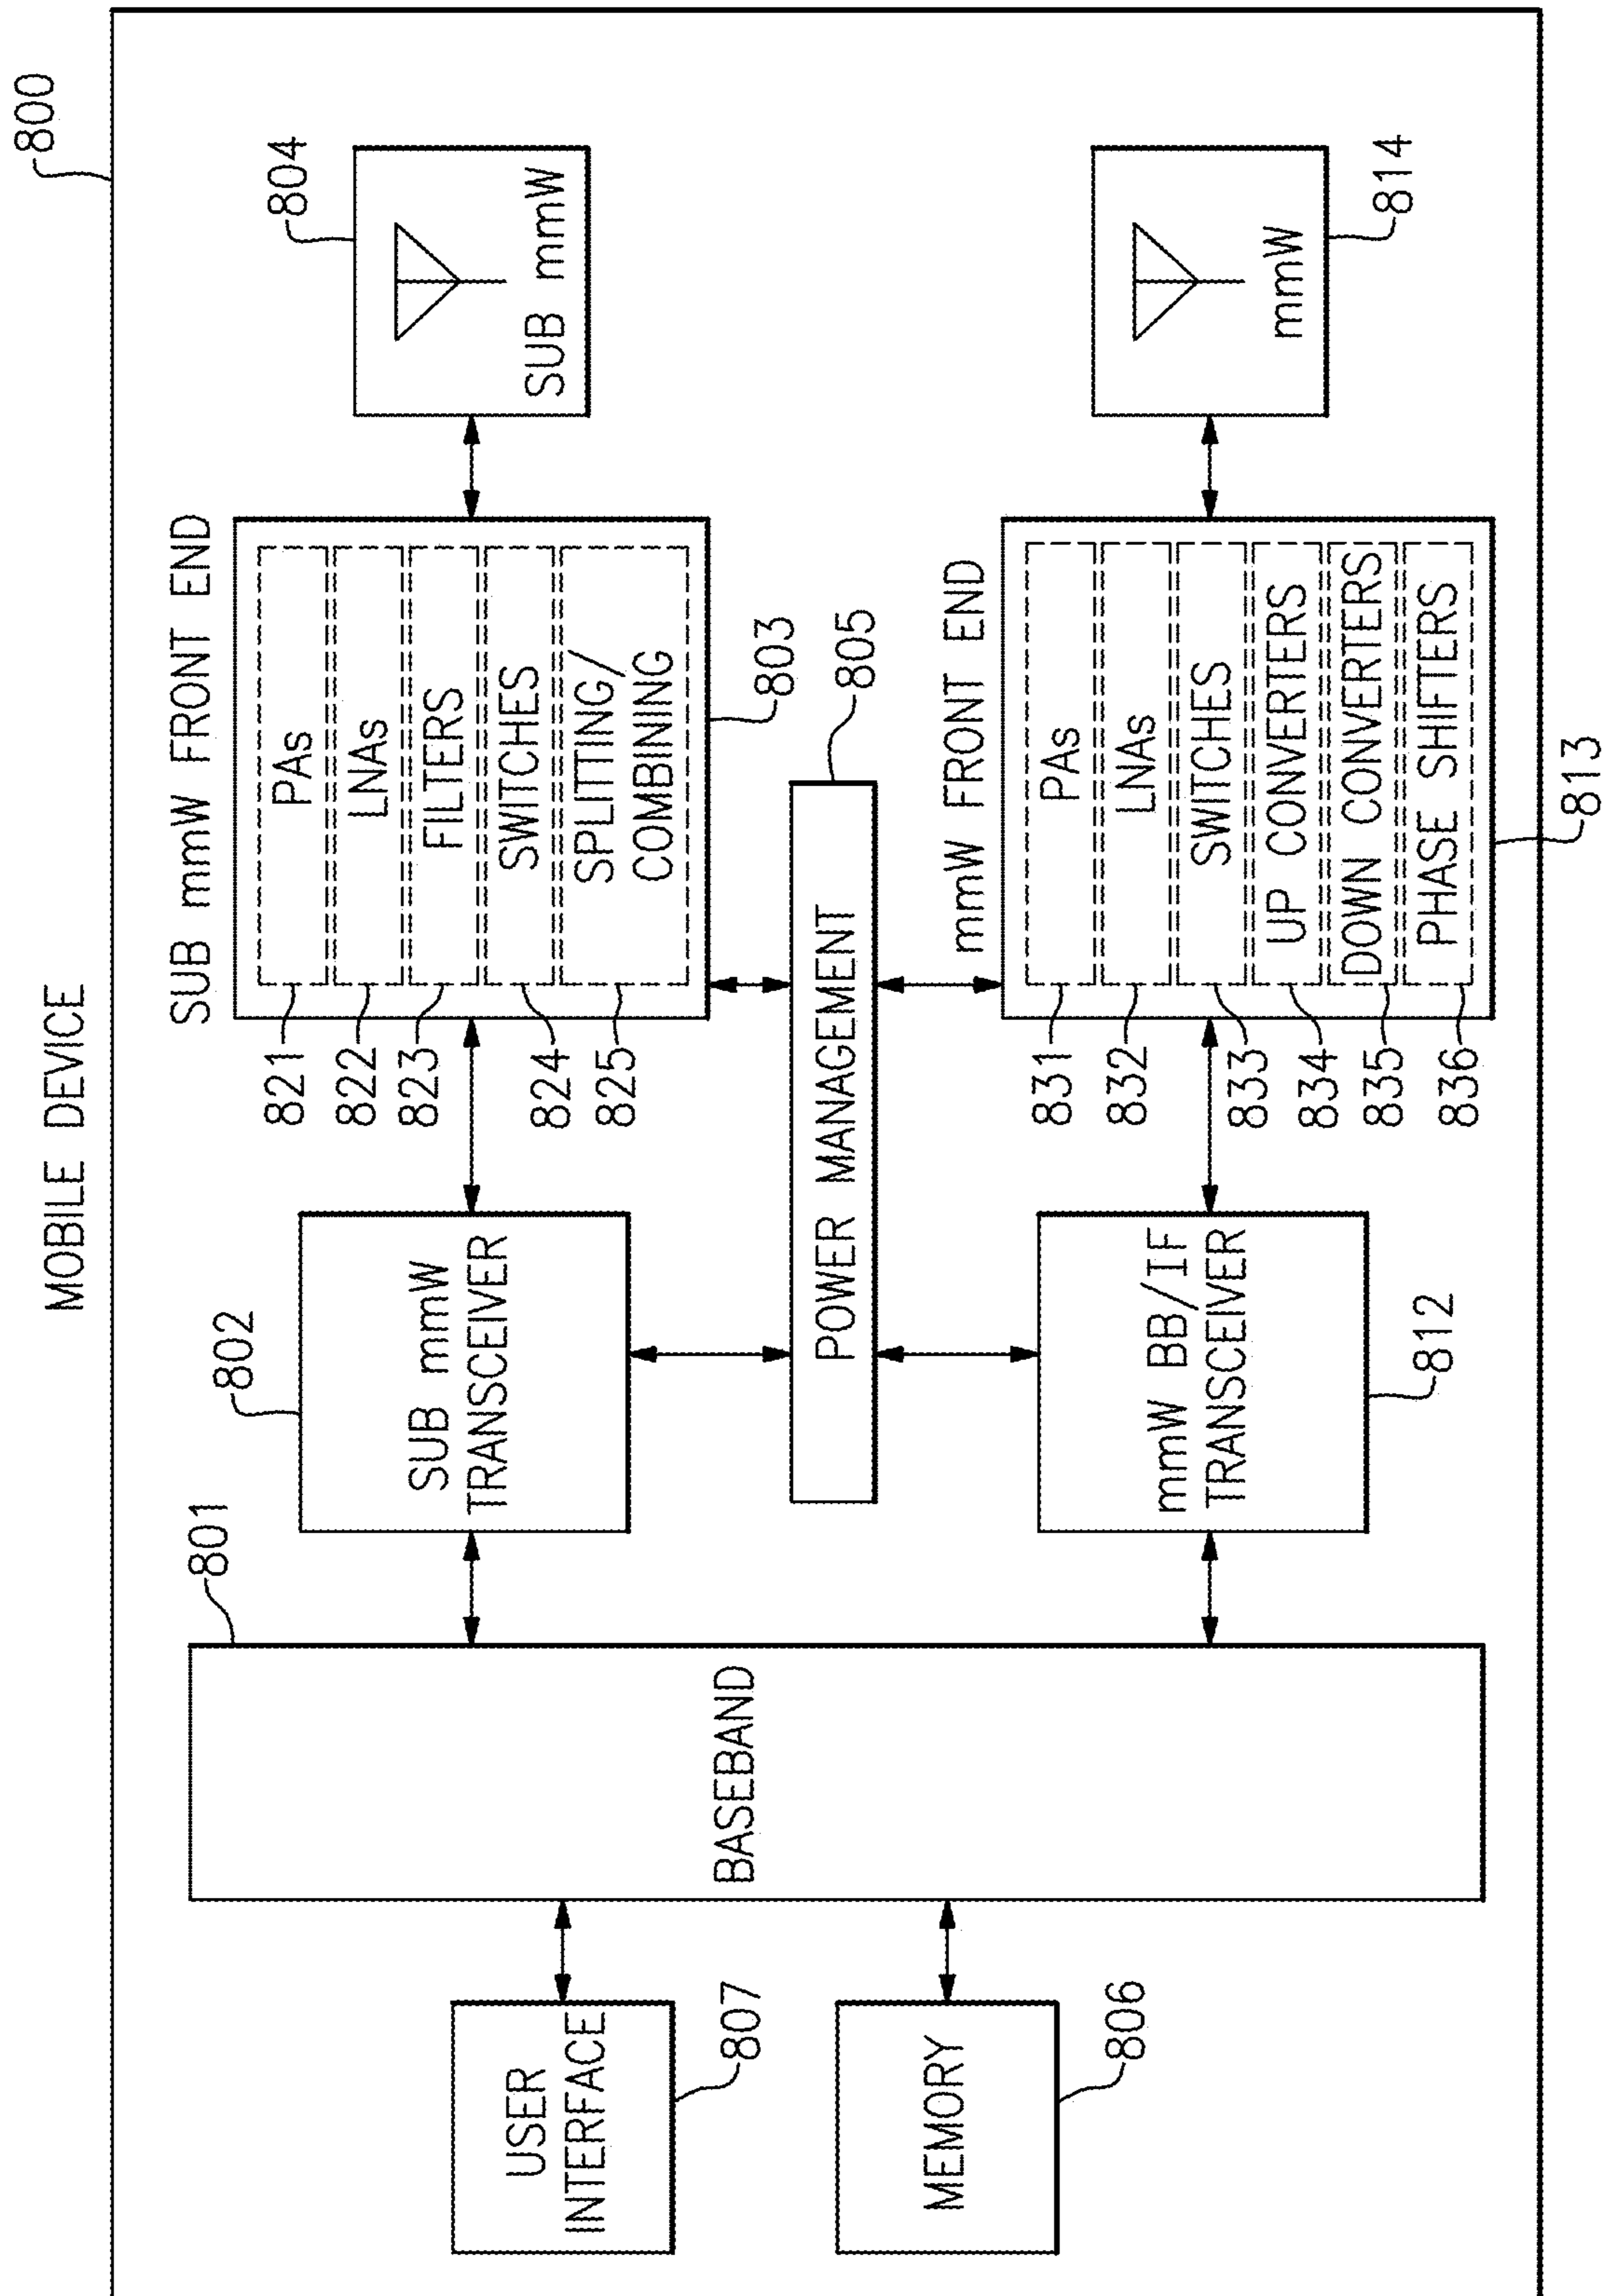 MOBILE DEVICE
800
807
USER
INTERFACE
806
MEMORY
801
BASEBAND
802
SUB mmW
TRANSCEIVER
SUB mmW FRONT END
821
PAs
822
LNAs
823
FILTERS
824
SWITCHES
825
SPLITTING/
COMBINING
803
804
SUB mmW
805
POWER MANAGEMENT
812
mmW BB/IF
TRANSCEIVER
mmW FRONT END
831
PAs
832
LNAs
833
SWITCHES
834
UP CONVERTERS
835
DOWN CONVERTERS
836
PHASE SHIFTERS
813
814
mmW